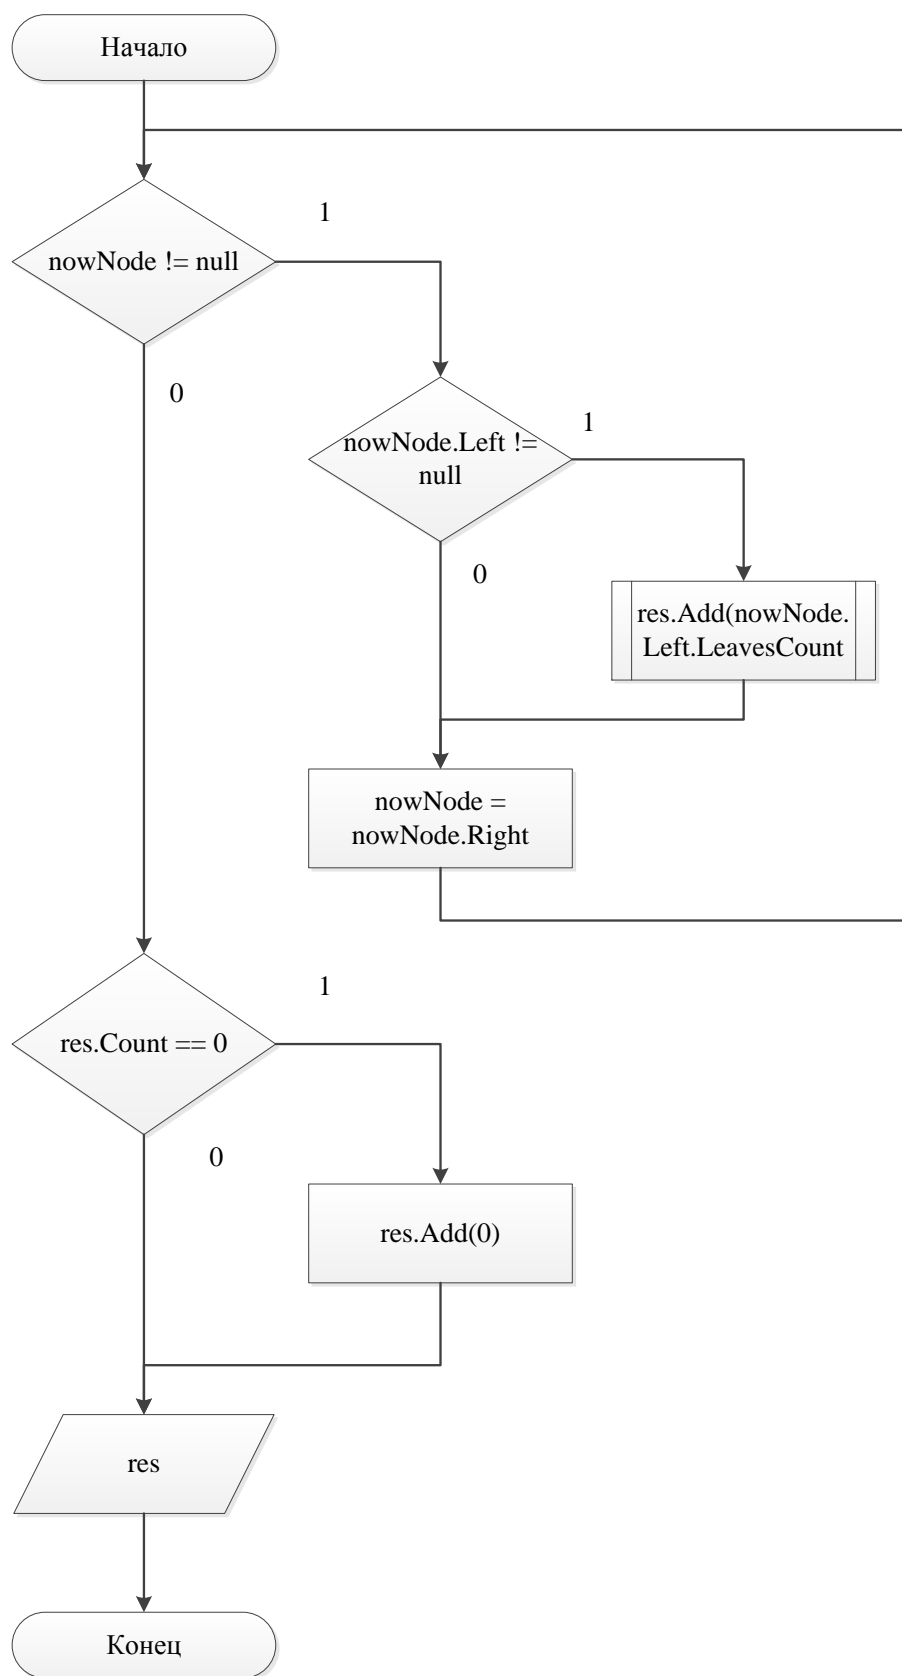 Начало
nowNode != null
1
0
nowNode.Left !=
null
1
0
res.Add(nowNode.
Left.LeavesCount
nowNode =
nowNode.Right
res.Count == 0
1
0
res.Add(0)
res
Конец